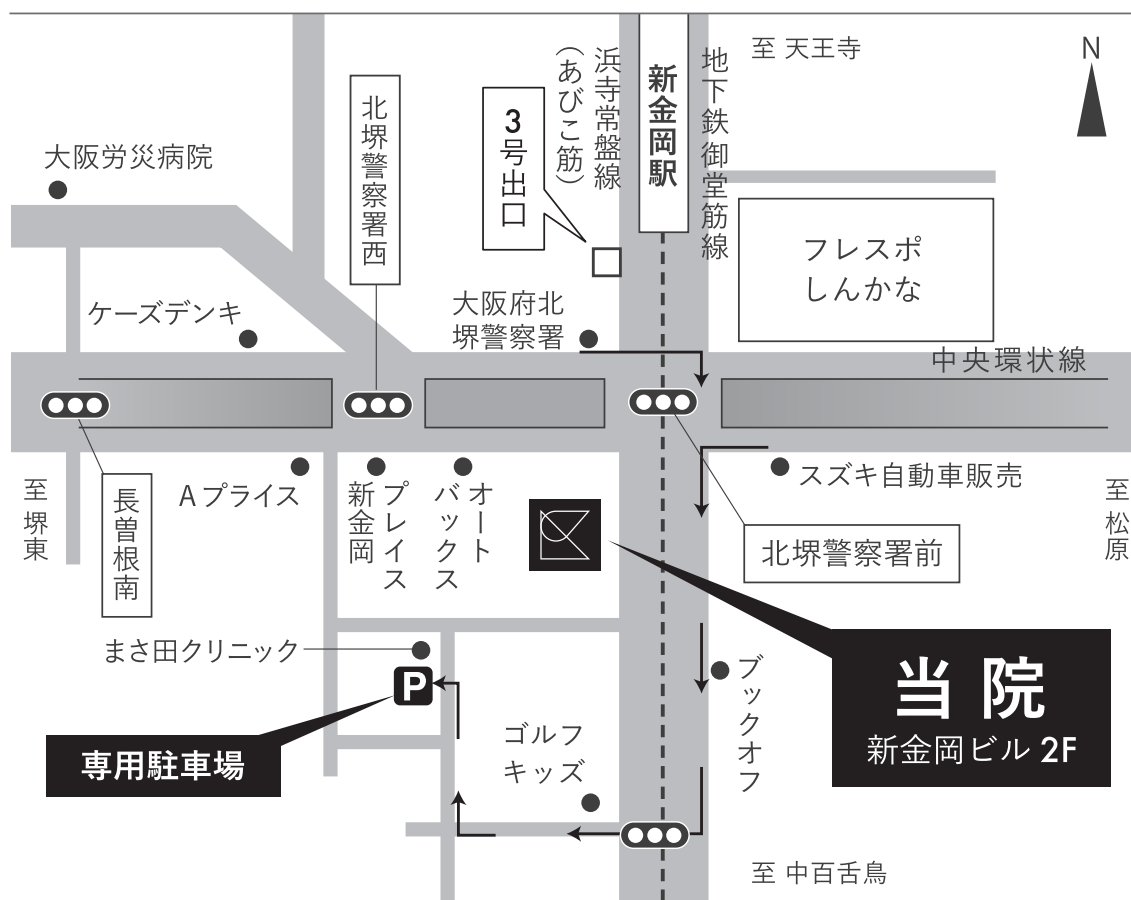 至 天王寺
N
浜寺常盤線
(あびこ筋)
新金岡駅
地下鉄御堂筋線
3号出口
北堺警察署西
大阪労災病院
フレスポ
しんかな
ケーズデンキ
大阪府北
堺警察署
中央環状線
至 堺東
長曽根南
Aプライス
プレイス
新金岡
オート
バックス
スズキ自動車販売
至 松原
北堺警察署前
まさ田クリニック
P
専用駐車場
ゴルフ
キッズ
ブックオフ
当院
新金岡ビル 2F
至 中百舌鳥